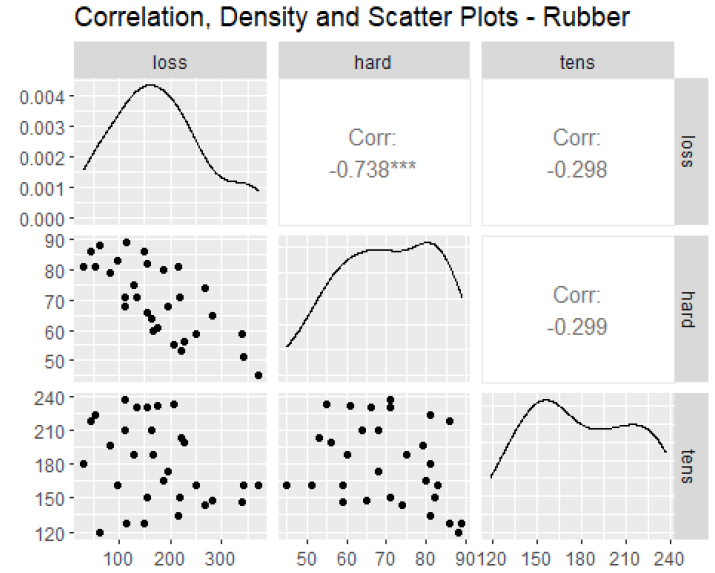 Correlation, Density and Scatter Plots - Rubber
loss hard tens
0.004
0.003
0.002
0.001
0.000
Corr:
-0.738***
Corr:
-0.298
loss
90
80
70
60
50
Corr:
-0.299
hard
240
210
180
150
120
tens
100 200 300
50 60 70 80 90
120 150 180 210 240